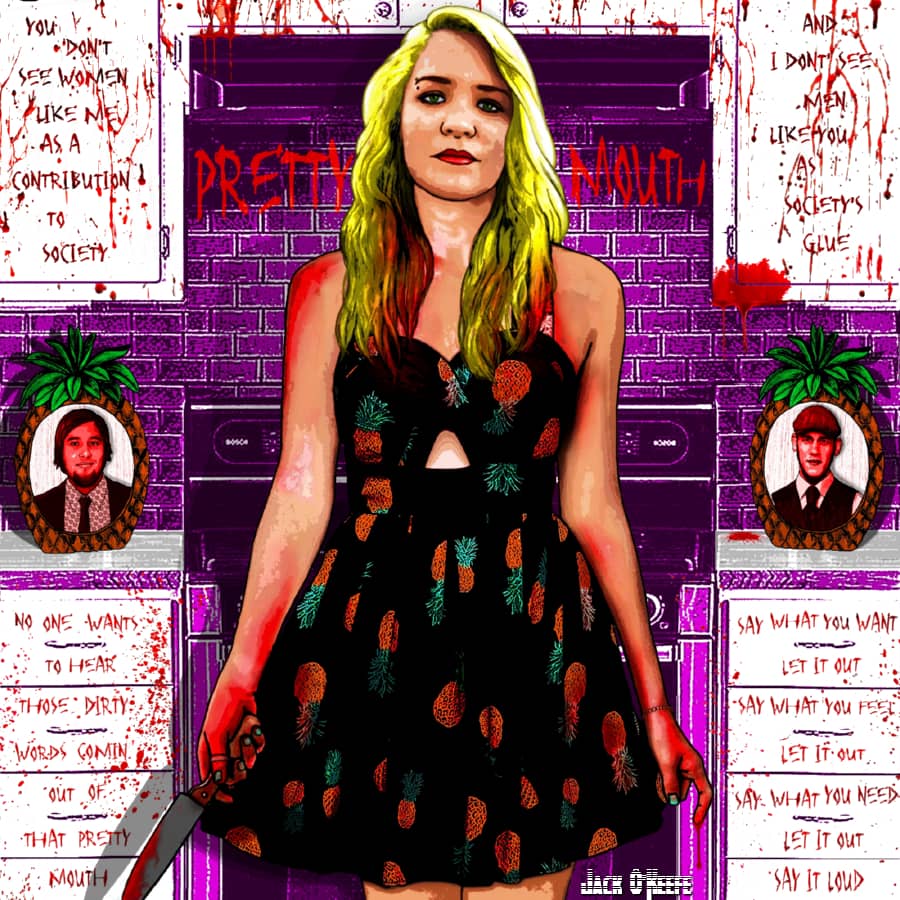 YOU
DON'T
SEE WOMEN
LIKE ME
AS A
CONTRIBUTION
TO
SOCIETY
AND
I DONT SEE
MEN
LIKE YOU
AS
SOCIETY'S
GLUE
PRETTY MOUTH
BOSCH
NO ONE WANTS
TO HEAR
THOSE DIRTY
WORDS COMIN
OUT OF
THAT PRETTY
MOUTH
SAY WHAT YOU WANT
LET IT OUT
SAY WHAT YOU FEEL
LET IT OUT
SAY WHAT YOU NEED
LET IT OUT
SAY IT LOUD
JACK O'KEEFE